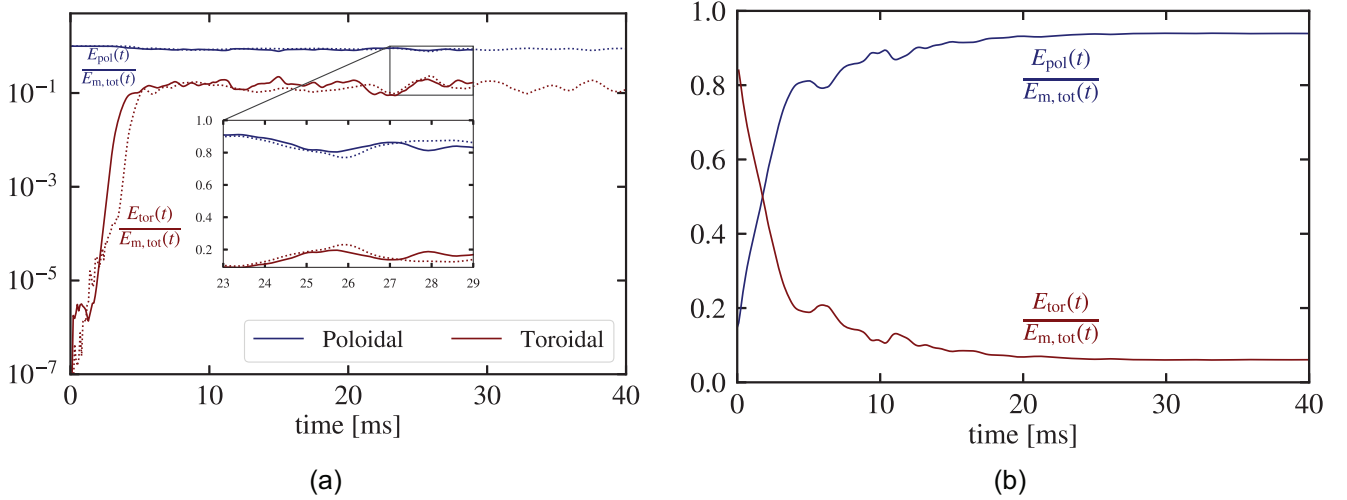 10⁻¹
10⁻³
10⁻⁵
10⁻⁷
E_pol(t)
E_m, tot(t)
E_tor(t)
E_m, tot(t)
1.0
0.8
0.6
0.4
0.2
23 24 25 26 27 28 29
Poloidal Toroidal
0 10 20 30 40
time [ms]
(a)
1.0
0.8
0.6
0.4
0.2
0.0
E_pol(t)
E_m, tot(t)
E_tor(t)
E_m, tot(t)
0 10 20 30 40
time [ms]
(b)